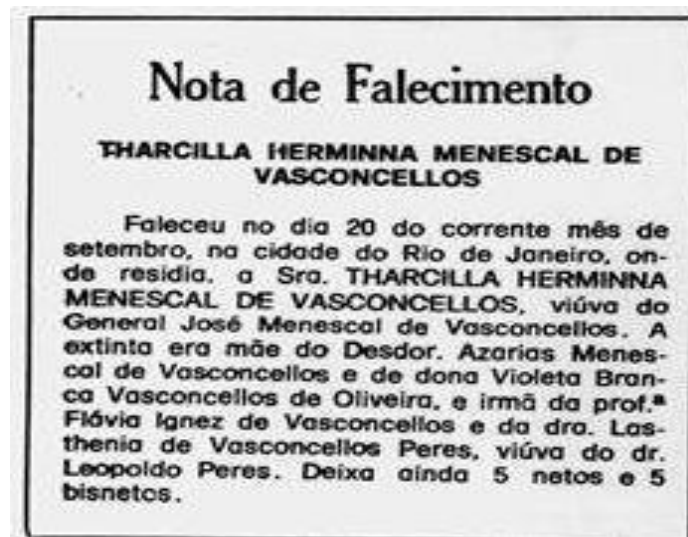 Nota de Falecimento
THARCILLA HERMINNA MENESCAL DE
VASCONCELLOS
Faleceu no dia 20 do corrente mês de
setembro, na cidade do Rio de Janeiro, on-
de residia, a Sra. THARCILLA HERMINNA
MENESCAL DE VASCONCELLOS, viúva do
General José Menescal de Vasconcellos. A
extinta era mãe do Desdor. Azarias Menes-
cal de Vasconcellos e de dona Violeta Bran-
ca Vasconcellos de Oliveira, e irmã da prof.ª
Flávia Ignez de Vasconcellos e da dra. Las-
thenia de Vasconcellos Peres, viúva do dr.
Leopoldo Peres. Deixa ainda 5 netos e 5
bisnetos.